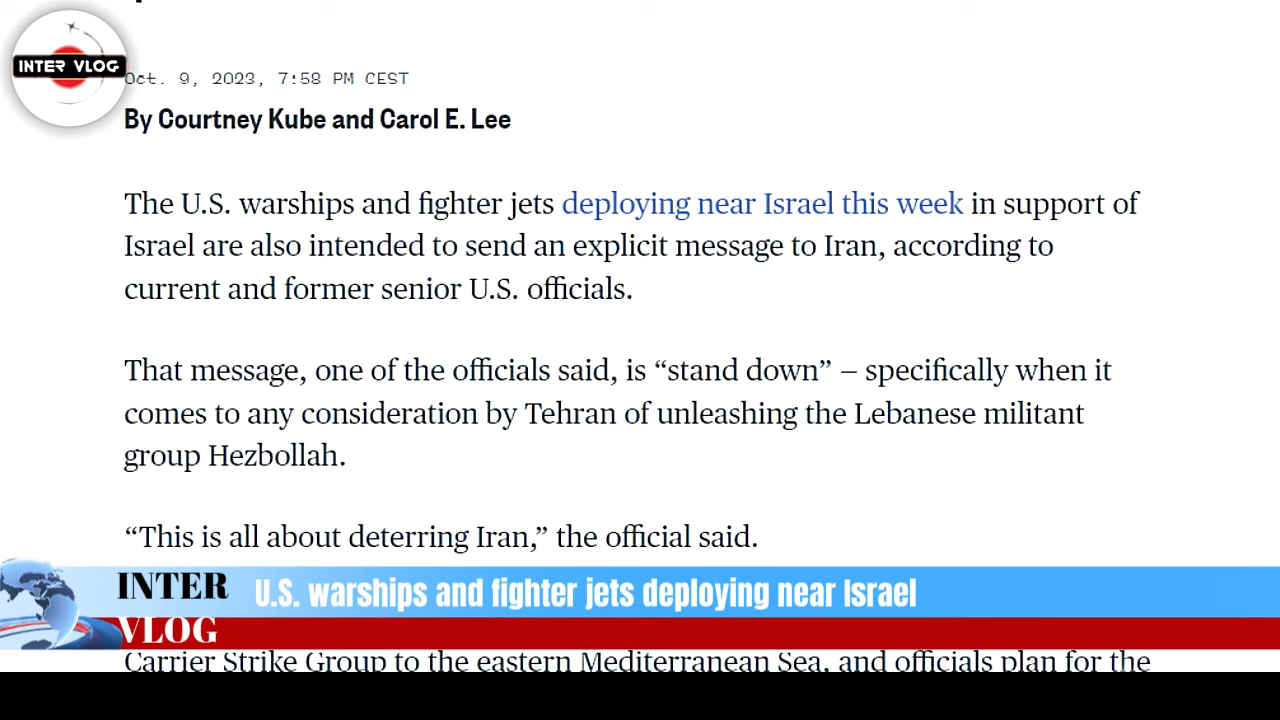 INTER VLOG
Oct. 9, 2023, 7:58 PM CEST
By Courtney Kube and Carol E. Lee
The U.S. warships and fighter jets deploying near Israel this week in support of
Israel are also intended to send an explicit message to Iran, according to
current and former senior U.S. officials.
That message, one of the officials said, is “stand down” – specifically when it
comes to any consideration by Tehran of unleashing the Lebanese militant
group Hezbollah.
“This is all about deterring Iran,” the official said.
INTER
VLOG
U.S. warships and fighter jets deploying near Israel
Carrier Strike Group to the eastern Mediterranean Sea, and officials plan for the